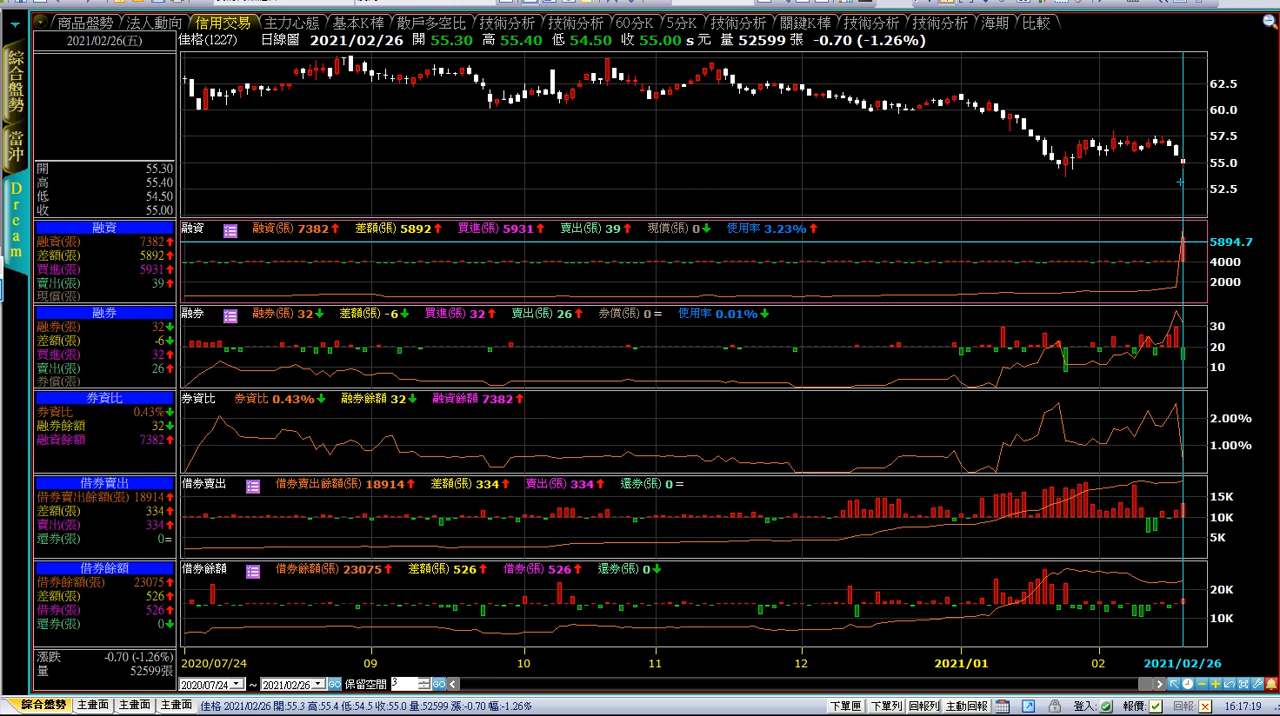 商品盤勢 法人動向 信用交易 主力心態 基本K棒 散戶多空比 技術分析 技術分析 60分K 5分K 技術分析 關鍵K棒 技術分析 技術分析 海期 比較
2021/02/26(五)
佳格(1227) 日線圖 2021/02/26 開 55.30 高 55.40 低 54.50 收 55.00 s 元 量 52599 張 -0.70 (-1.26%)
綜合盤勢
當沖
Dream
開 55.30
高 55.40
低 54.50
收 55.00
62.5
60.0
57.5
55.0
52.5
融資
融資(張) 7382
差額(張) 5892
買進(張) 5931
賣出(張) 39
現償(張)
融資 融資(張) 7382 差額(張) 5892 買進(張) 5931 賣出(張) 39 現償(張) 0 使用率 3.23%
5894.7
4000
2000
融券
融券(張) 32
差額(張) -6
買進(張) 32
賣出(張) 26
券償(張)
融券 融券(張) 32 差額(張) -6 買進(張) 32 賣出(張) 26 券償(張) 0 = 使用率 0.01%
30
20
10
券資比
券資比 0.43%
融券餘額 32
融資餘額 7382
券資比 券資比 0.43% 融券餘額 32 融資餘額 7382
2.00%
1.00%
借券賣出
借券賣出餘額(張) 18914
差額(張) 334
賣出(張) 334
還券(張) 0=
借券賣出 借券賣出餘額(張) 18914 差額(張) 334 賣出(張) 334 還券(張) 0 =
15K
10K
5K
借券餘額
借券餘額(張) 23075
差額(張) 526
借券(張) 526
還券(張) 0
借券餘額 借券餘額(張) 23075 差額(張) 526 借券(張) 526 還券(張) 0
20K
10K
漲跌 -0.70 (-1.26%)
量 52599張
2020/07/24 09 10 11 12 2021/01 02 2021/02/26
2020/07/24 ~ 2021/02/26 GO 保留空間 3 GO
綜合盤勢 主畫面 主畫面 主畫面 佳格 2021/02/26 開:55.3 高:55.4 低:54.5 收:55.0 量:52599 漲:-0.70 幅:-1.26% 下單匣 下單列 回報列 主動回報 登入: 報價: 回報 16:17:19